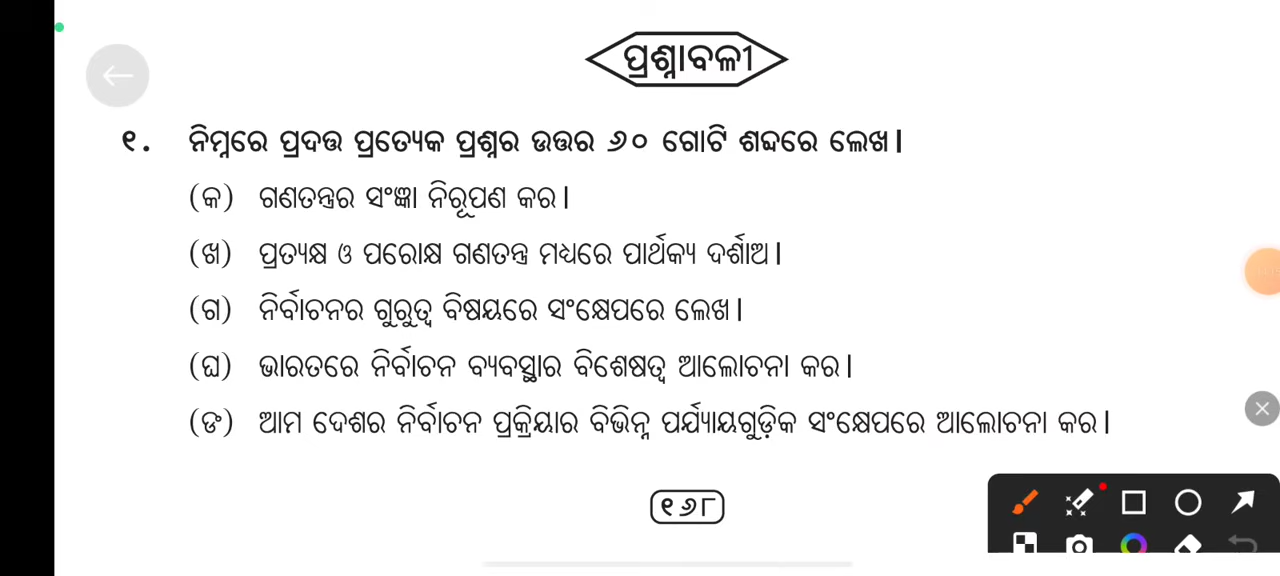 ପ୍ରଶ୍ନାବଳୀ
୧. ନିମ୍ନରେ ପ୍ରଦତ୍ତ ପ୍ରତ୍ୟେକ ପ୍ରଶ୍ନର ଉତ୍ତର ୬୦ ଗୋଟି ଶବ୍ଦରେ ଲେଖ।
(କ) ଗଣତନ୍ତ୍ରର ସଂଜ୍ଞା ନିରୂପଣ କର।
(ଖ) ପ୍ରତ୍ୟକ୍ଷ ଓ ପରୋକ୍ଷ ଗଣତନ୍ତ୍ର ମଧ୍ୟରେ ପାର୍ଥକ୍ୟ ଦର୍ଶାଅ।
(ଗ) ନିର୍ବାଚନର ଗୁରୁତ୍ୱ ବିଷୟରେ ସଂକ୍ଷେପରେ ଲେଖ।
(ଘ) ଭାରତରେ ନିର୍ବାଚନ ବ୍ୟବସ୍ଥାର ବିଶେଷତ୍ୱ ଆଲୋଚନା କର।
(ଙ) ଆମ ଦେଶର ନିର୍ବାଚନ ପ୍ରକ୍ରିୟାର ବିଭିନ୍ନ ପର୍ଯ୍ୟାୟଗୁଡ଼ିକ ସଂକ୍ଷେପରେ ଆଲୋଚନା କର।
୧୬୮